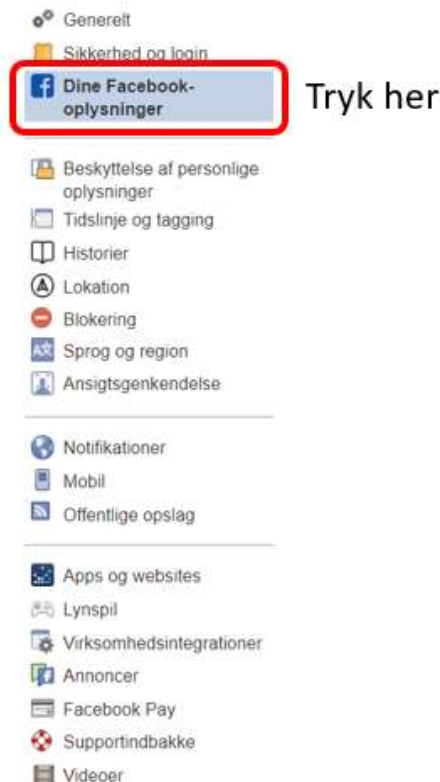 Generelt
Sikkerhed og login
Dine Facebook-
oplysninger
Tryk her
Beskyttelse af personlige
oplysninger
Tidslinje og tagging
Historier
Lokation
Blokering
Sprog og region
Ansigtsgenkendelse
Notifikationer
Mobil
Offentlige opslag
Apps og websites
Lynspil
Virksomhedsintegrationer
Annoncer
Facebook Pay
Supportindbakke
Videoer